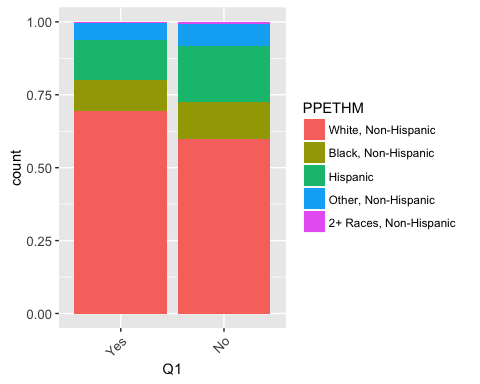 1.00
0.75
0.50
0.25
0.00
count
Yes
No
Q1
PPETHM
White, Non-Hispanic
Black, Non-Hispanic
Hispanic
Other, Non-Hispanic
2+ Races, Non-Hispanic